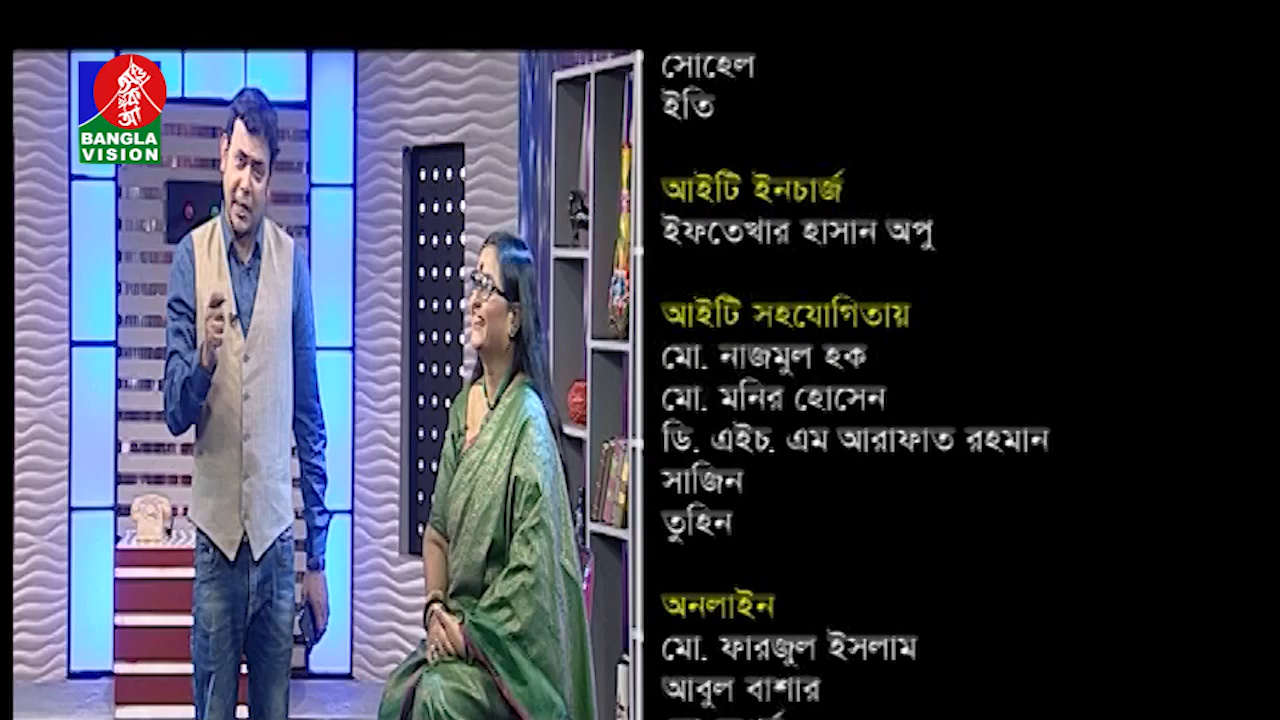 BANGLA
VISION
সোহেল
ইতি
আইটি ইনচার্জ
ইফতেখার হাসান অপু
আইটি সহযোগিতায়
মো. নাজমুল হক
মো. মনির হোসেন
ডি. এইচ. এম আরাফাত রহমান
সাজিন
তুহিন
অনলাইন
মো. ফারজুল ইসলাম
আবুল বাশার